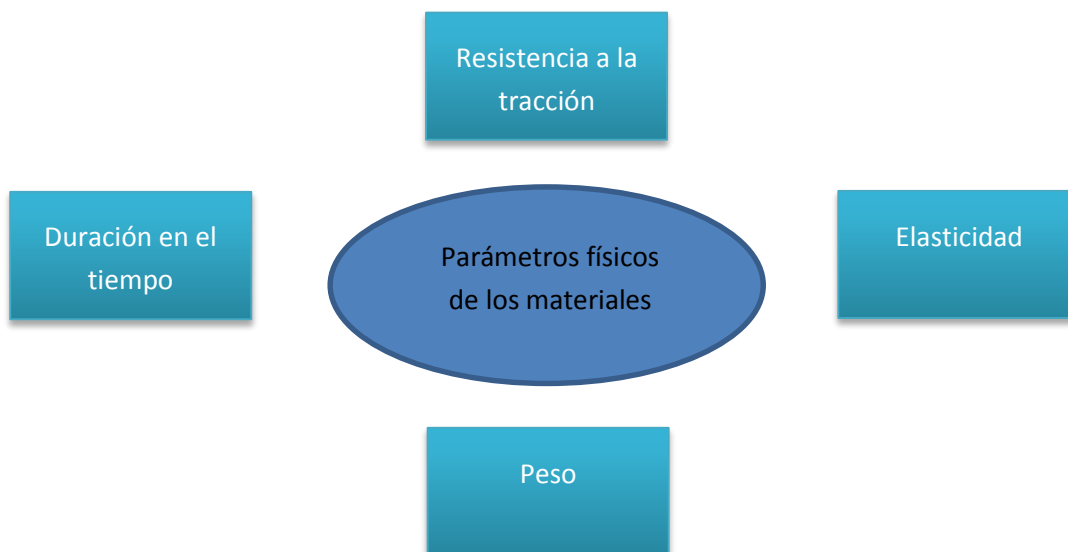 Resistencia a la
tracción
Duración en el
tiempo
Parámetros físicos
de los materiales
Elasticidad
Peso